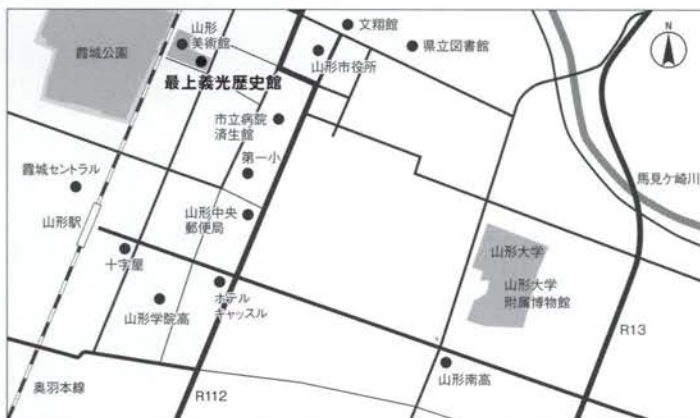 山形
美術館
霞城公園
最上義光歴史館
文翔館
山形市役所
県立図書館
N
市立病院
済生館
第一小
霞城セントラル
山形駅
山形中央
郵便局
馬見ケ崎川
十字屋
山形学院高
ホテル
キャッスル
山形大学
山形大学
附属博物館
R13
山形南高
奥羽本線
R112